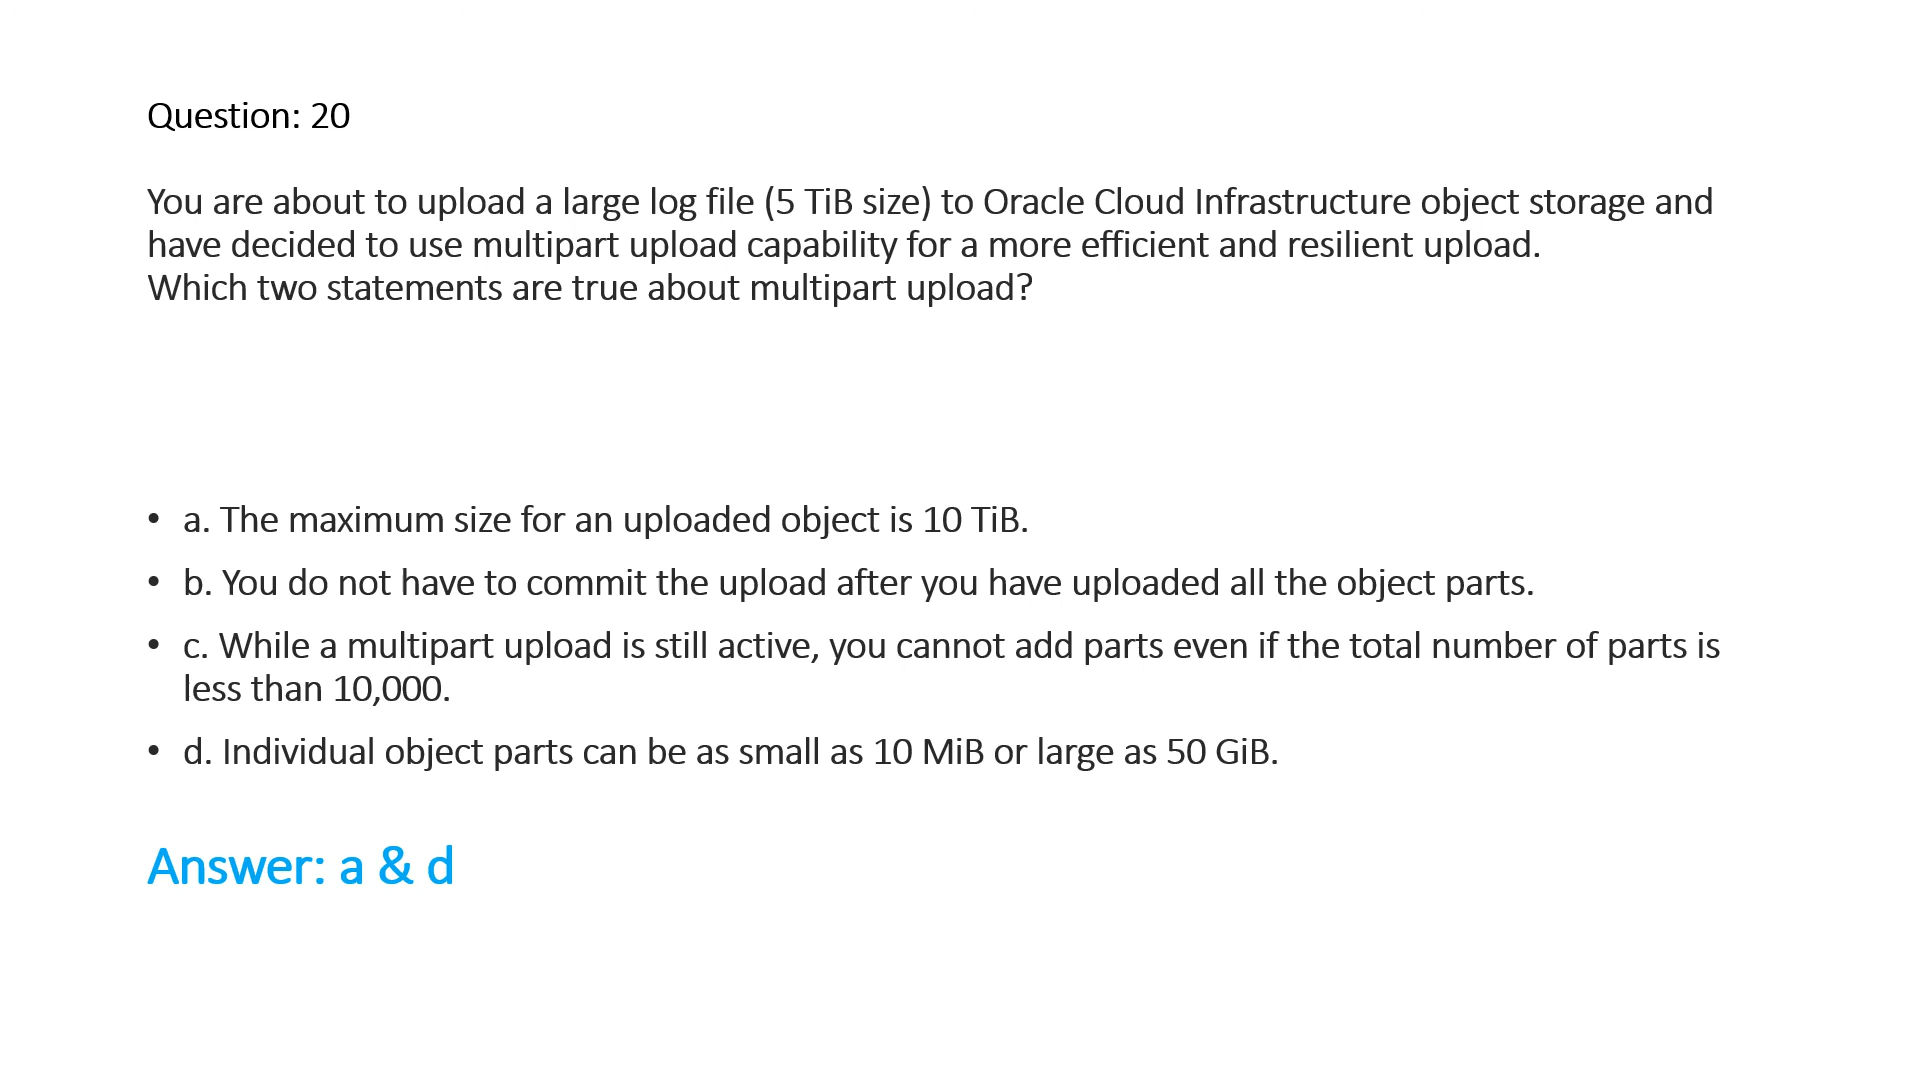 Question: 20
You are about to upload a large log file (5 TiB size) to Oracle Cloud Infrastructure object storage and
have decided to use multipart upload capability for a more efficient and resilient upload.
Which two statements are true about multipart upload?
• a. The maximum size for an uploaded object is 10 TiB.
• b. You do not have to commit the upload after you have uploaded all the object parts.
• c. While a multipart upload is still active, you cannot add parts even if the total number of parts is
less than 10,000.
• d. Individual object parts can be as small as 10 MiB or large as 50 GiB.
Answer: a & d